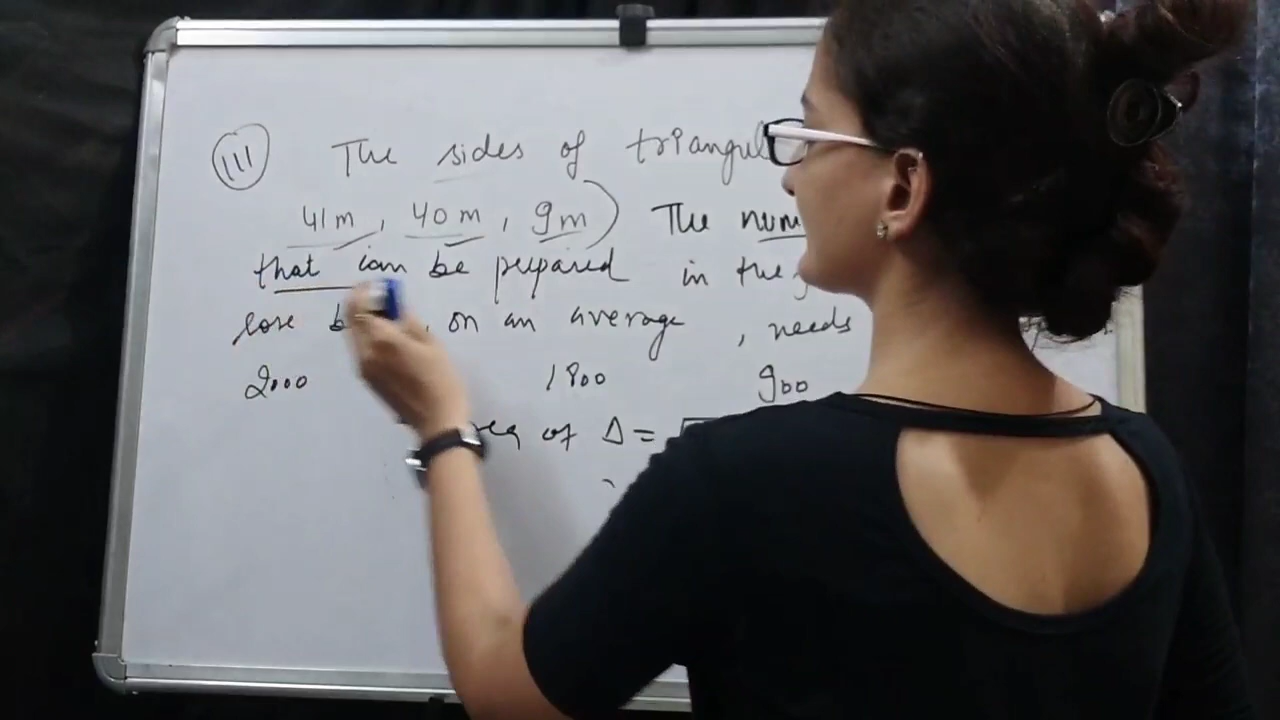 111 The sides of triangul
41m, 40m, 9m) The num
that can be prepared in the g
rose b , on an average, needs
2000 1800 900
of Δ =